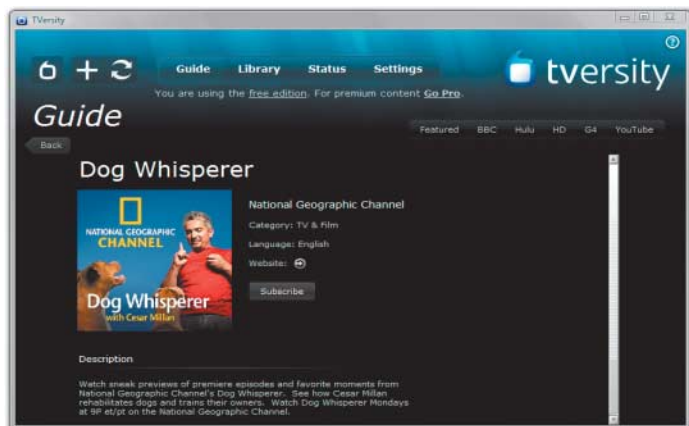 TVersity
Guide Library Status Settings
tversity
You are using the free edition. For premium content Go Pro.
Guide
Featured BBC Hulu HD G4 YouTube
Back
Dog Whisperer
National Geographic Channel
NATIONAL GEOGRAPHIC
CHANNEL
Category: TV & Film
Language: English
Website:
Dog Whisperer
with Cesar Millan
Subscribe
Description
Watch sneak previews of premiere episodes and favorite moments from
National Geographic Channel's Dog Whisperer. See how Cesar Millan
rehabilitates dogs and trains their owners. Watch Dog Whisperer Mondays
at 9P et/pt on the National Geographic Channel.